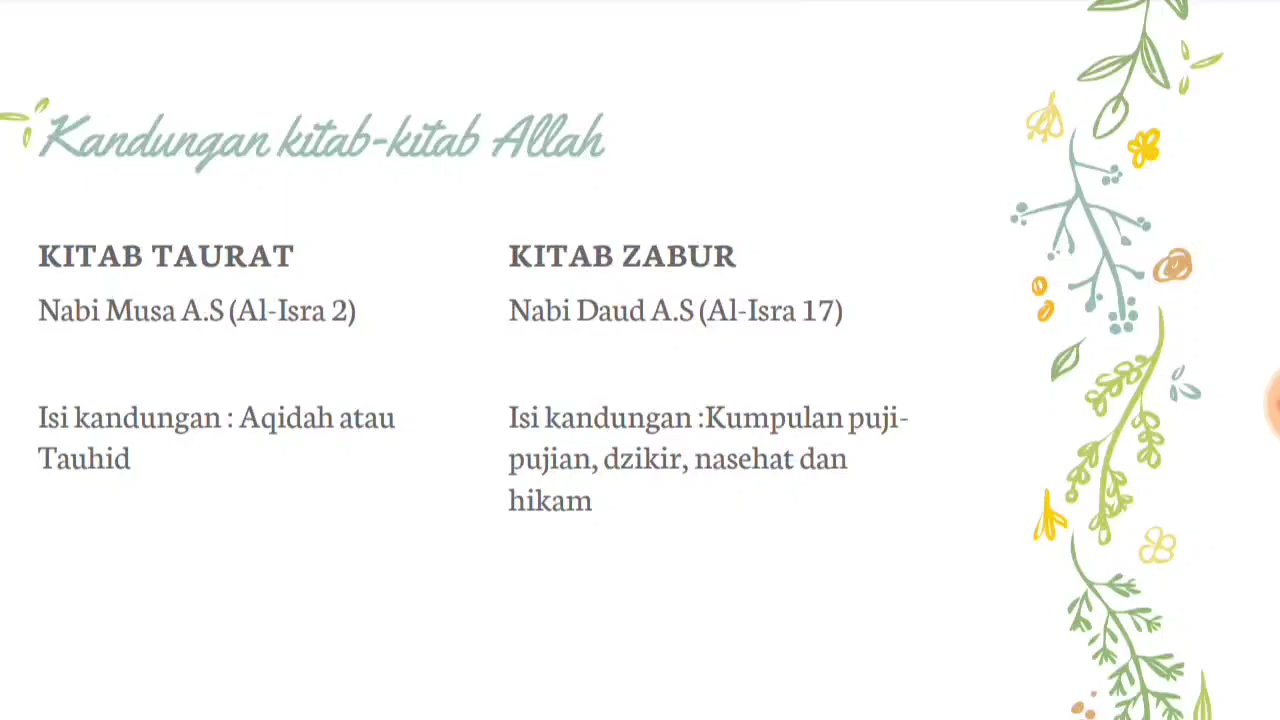 Kandungan kitab-kitab Allah
KITAB TAURAT
Nabi Musa A.S (Al-Isra 2)
Isi kandungan : Aqidah atau
Tauhid
KITAB ZABUR
Nabi Daud A.S (Al-Isra 17)
Isi kandungan :Kumpulan puji-
pujian, dzikir, nasehat dan
hikam